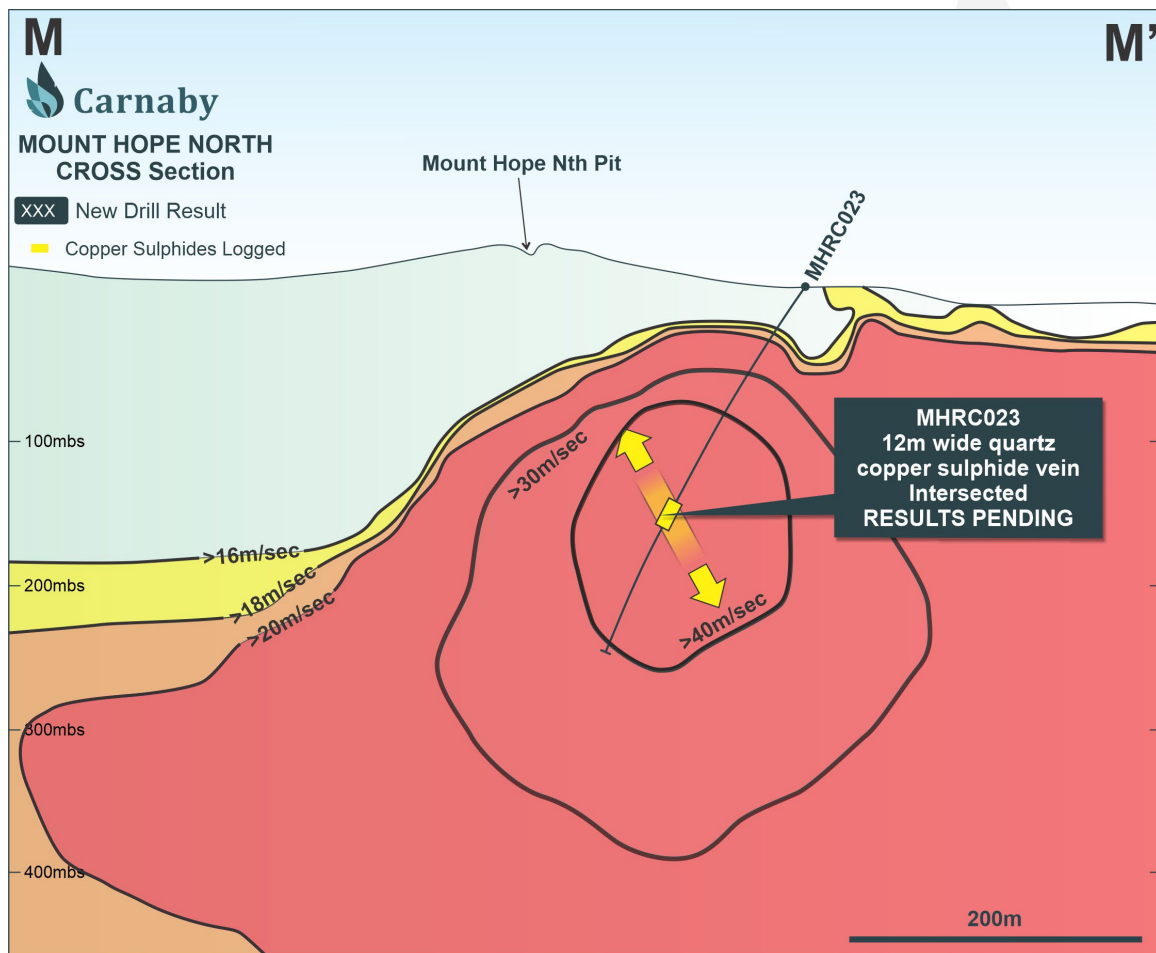 M
M’
Carnaby
MOUNT HOPE NORTH
CROSS Section
XXX New Drill Result
Copper Sulphides Logged
Mount Hope Nth Pit
MHRC023
MHRC023
12m wide quartz
copper sulphide vein
Intersected
RESULTS PENDING
100mbs
>30m/sec
>16m/sec
200mbs
>18m/sec
>20m/sec
>40m/sec
300mbs
400mbs
200m